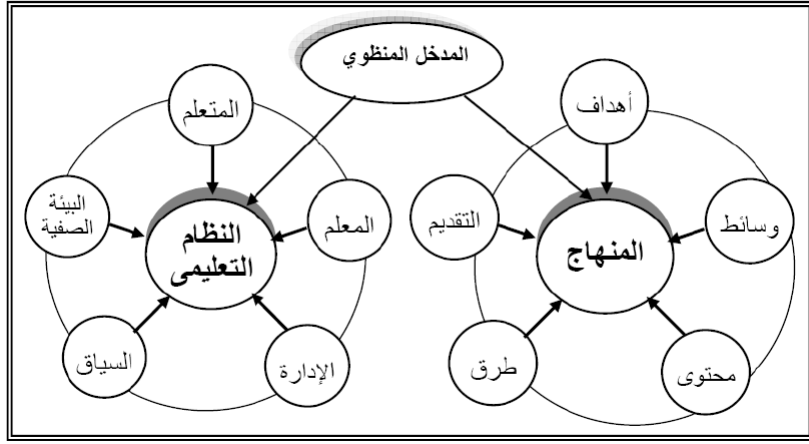 المدخل المنظوي
أهداف
وسائط
محتوى
طرق
التقديم
المنهاج
المتعلم
المعلم
الإدارة
السياق
البيئة
الصفية
النظام
التعليمى